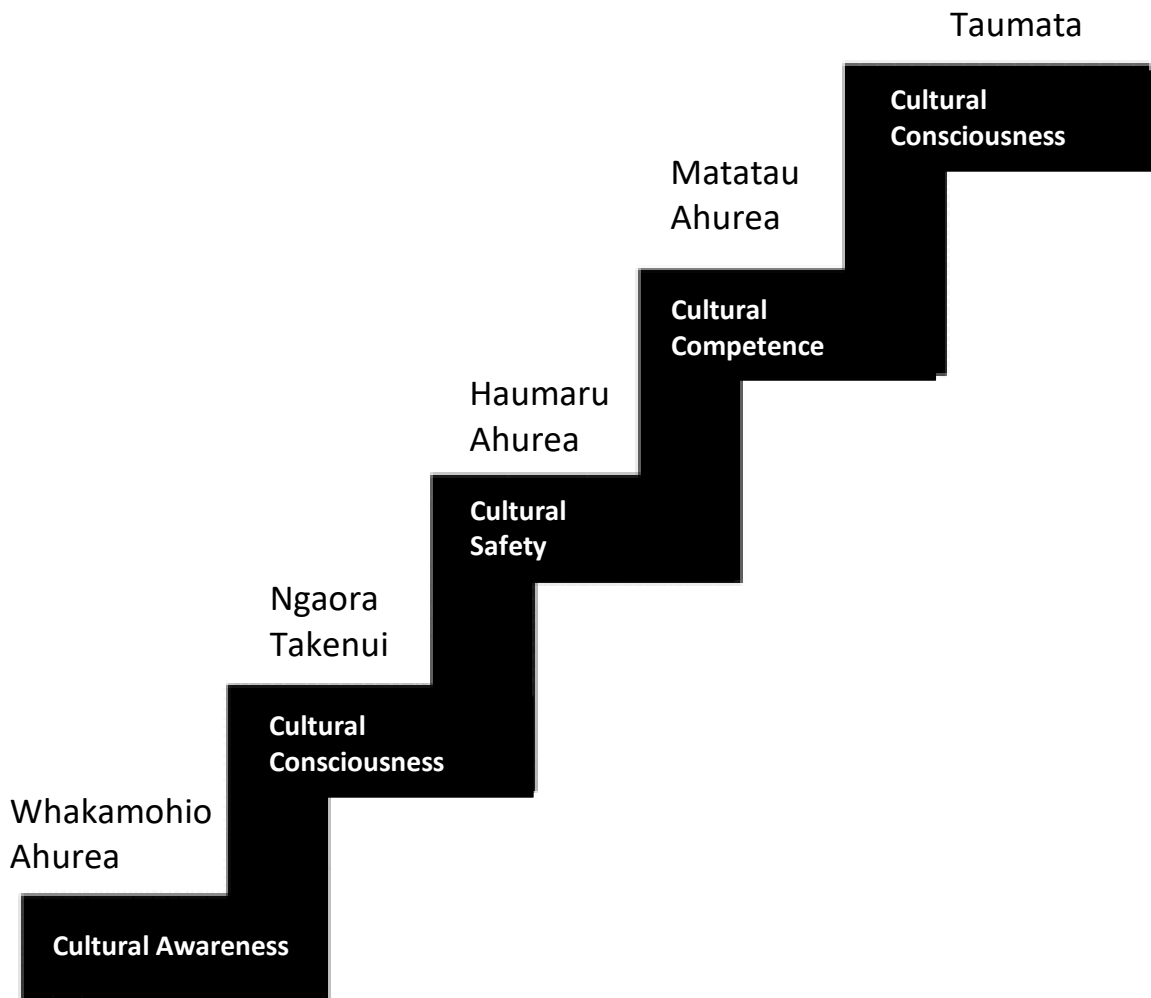 Taumata
Cultural
Consciousness
Matatau
Ahurea
Cultural
Competence
Haumaru
Ahurea
Cultural
Safety
Ngaora
Takenui
Cultural
Consciousness
Whakamohio
Ahurea
Cultural Awareness